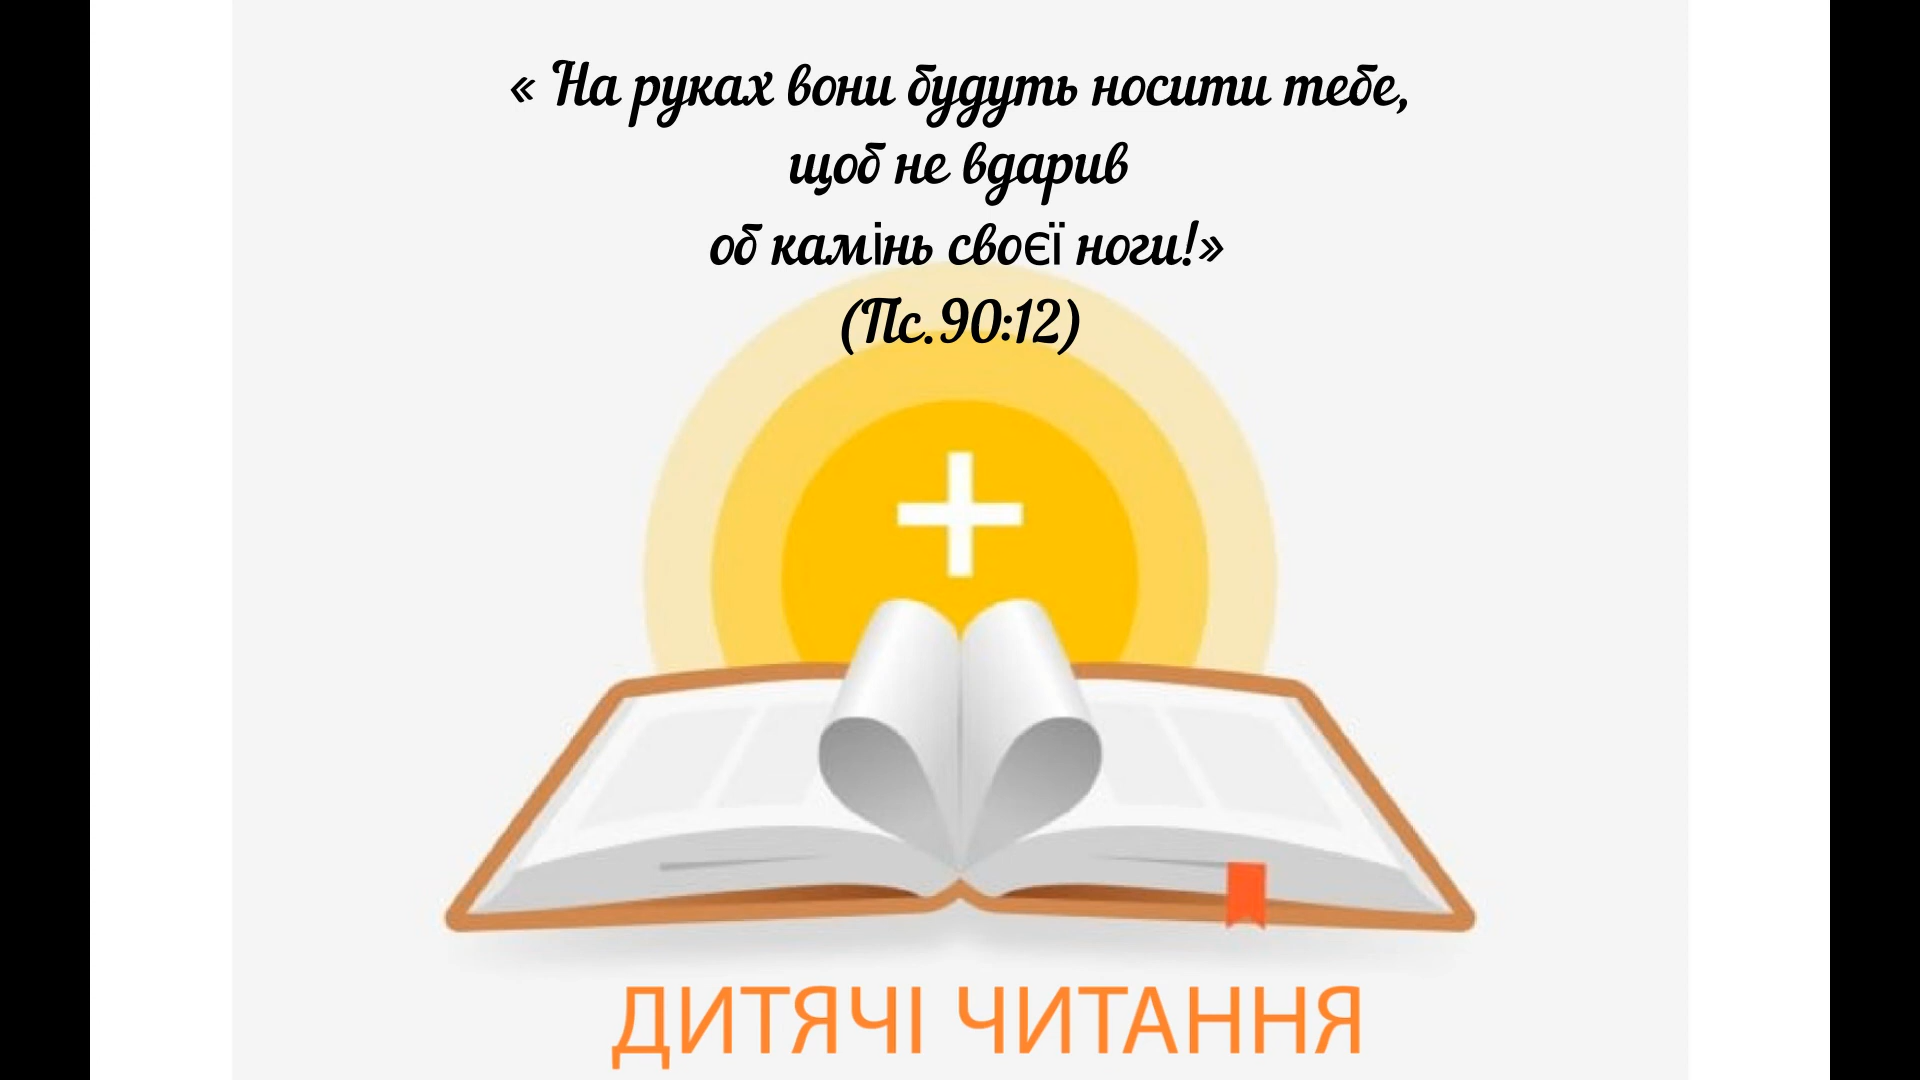 « На руках вони будуть носити тебе,
щоб не вдарив
об камінь своєї ноги!»
(Пс.90:12)
ДИТЯЧІ ЧИТАННЯ